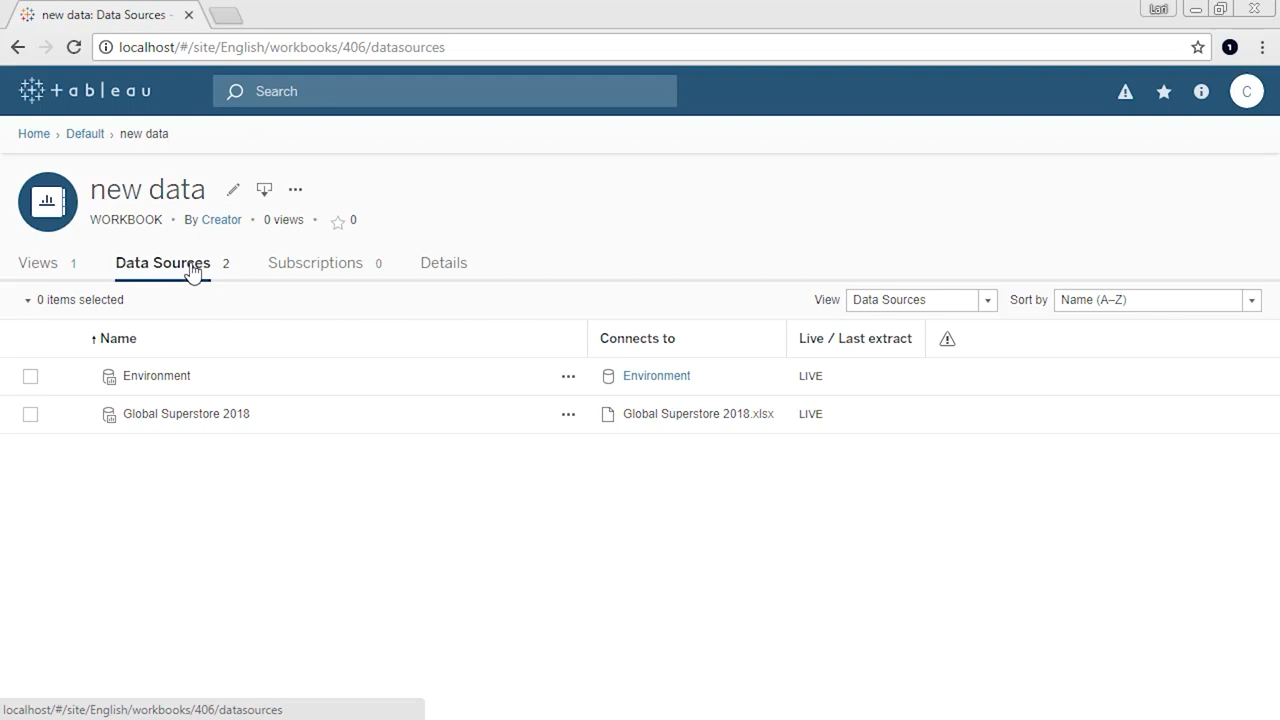 new data: Data Sources -
Lari
localhost/#/site/English/workbooks/406/datasources
1
tableau
Search
C
Home › Default › new data
new data
WORKBOOK • By Creator • 0 views • 0
Views 1 Data Sources 2 Subscriptions 0 Details
0 items selected
View Data Sources Sort by Name (A–Z)
↑ Name Connects to Live / Last extract
Environment ... Environment LIVE
Global Superstore 2018 ... Global Superstore 2018.xlsx LIVE
localhost/#/site/English/workbooks/406/datasources